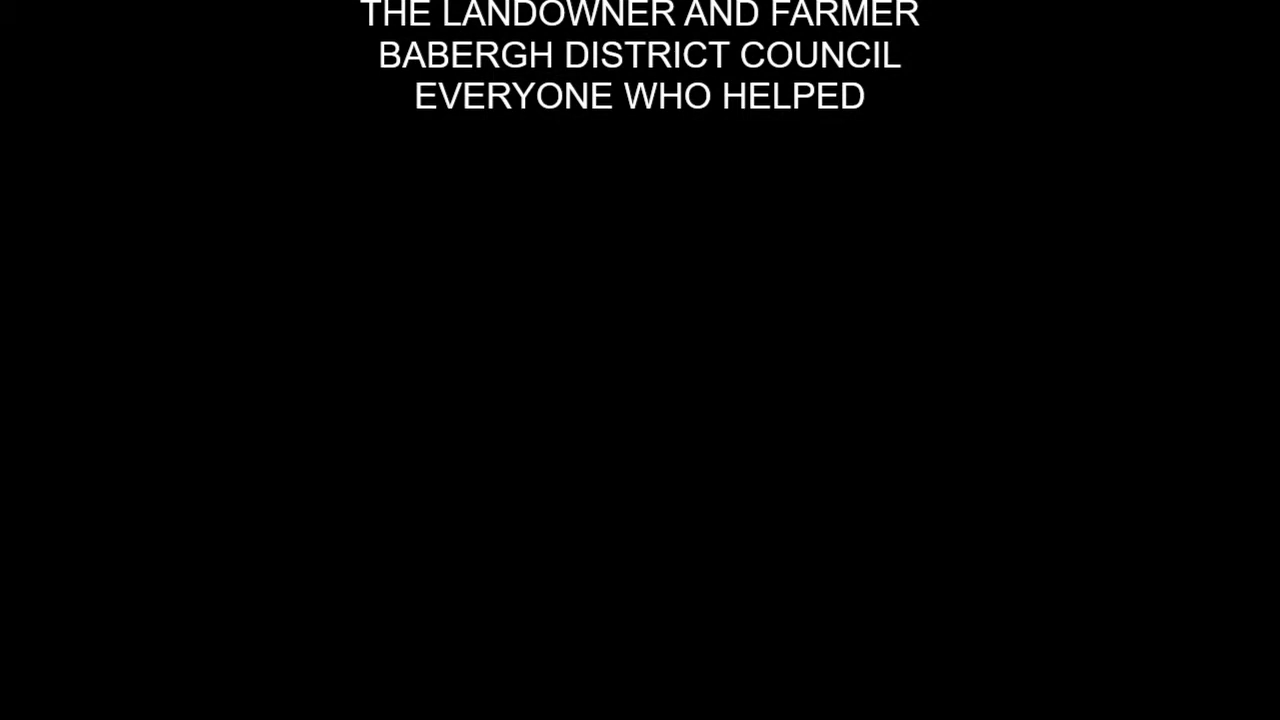 THE LANDOWNER AND FARMER
BABERGH DISTRICT COUNCIL
EVERYONE WHO HELPED